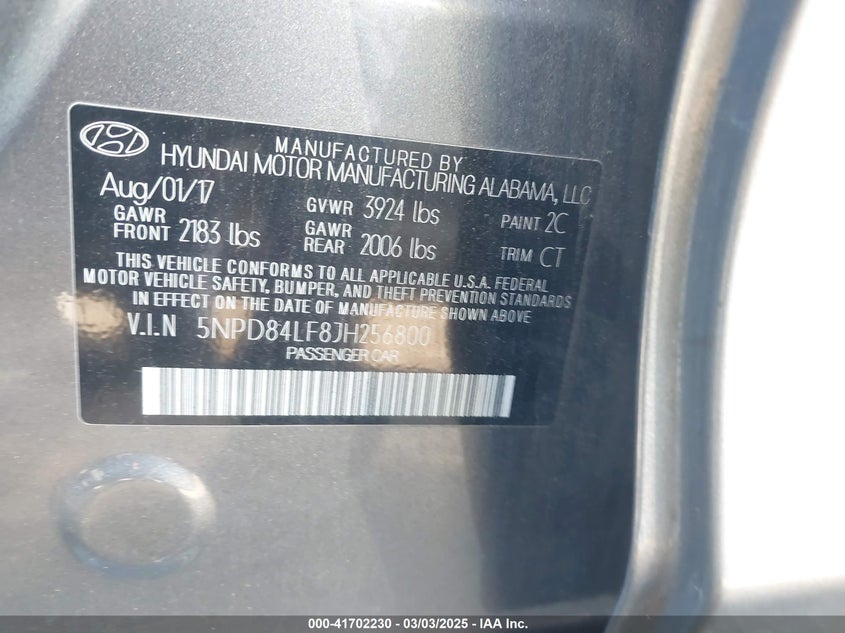 MANUFACTURED BY
HYUNDAI MOTOR MANUFACTURING ALABAMA, LLC
Aug/01/17 GVWR 3924 lbs PAINT 2C
GAWR FRONT 2183 lbs GAWR REAR 2006 lbs TRIM CT
THIS VEHICLE CONFORMS TO ALL APPLICABLE U.S.A. FEDERAL
MOTOR VEHICLE SAFETY, BUMPER, AND THEFT PREVENTION STANDARDS
IN EFFECT ON THE DATE OF MANUFACTURE SHOWN ABOVE
V.I.N 5NPD84LF8JH256800
PASSENGER CAR
000-41702230 - 03/03/2025 - IAA Inc.